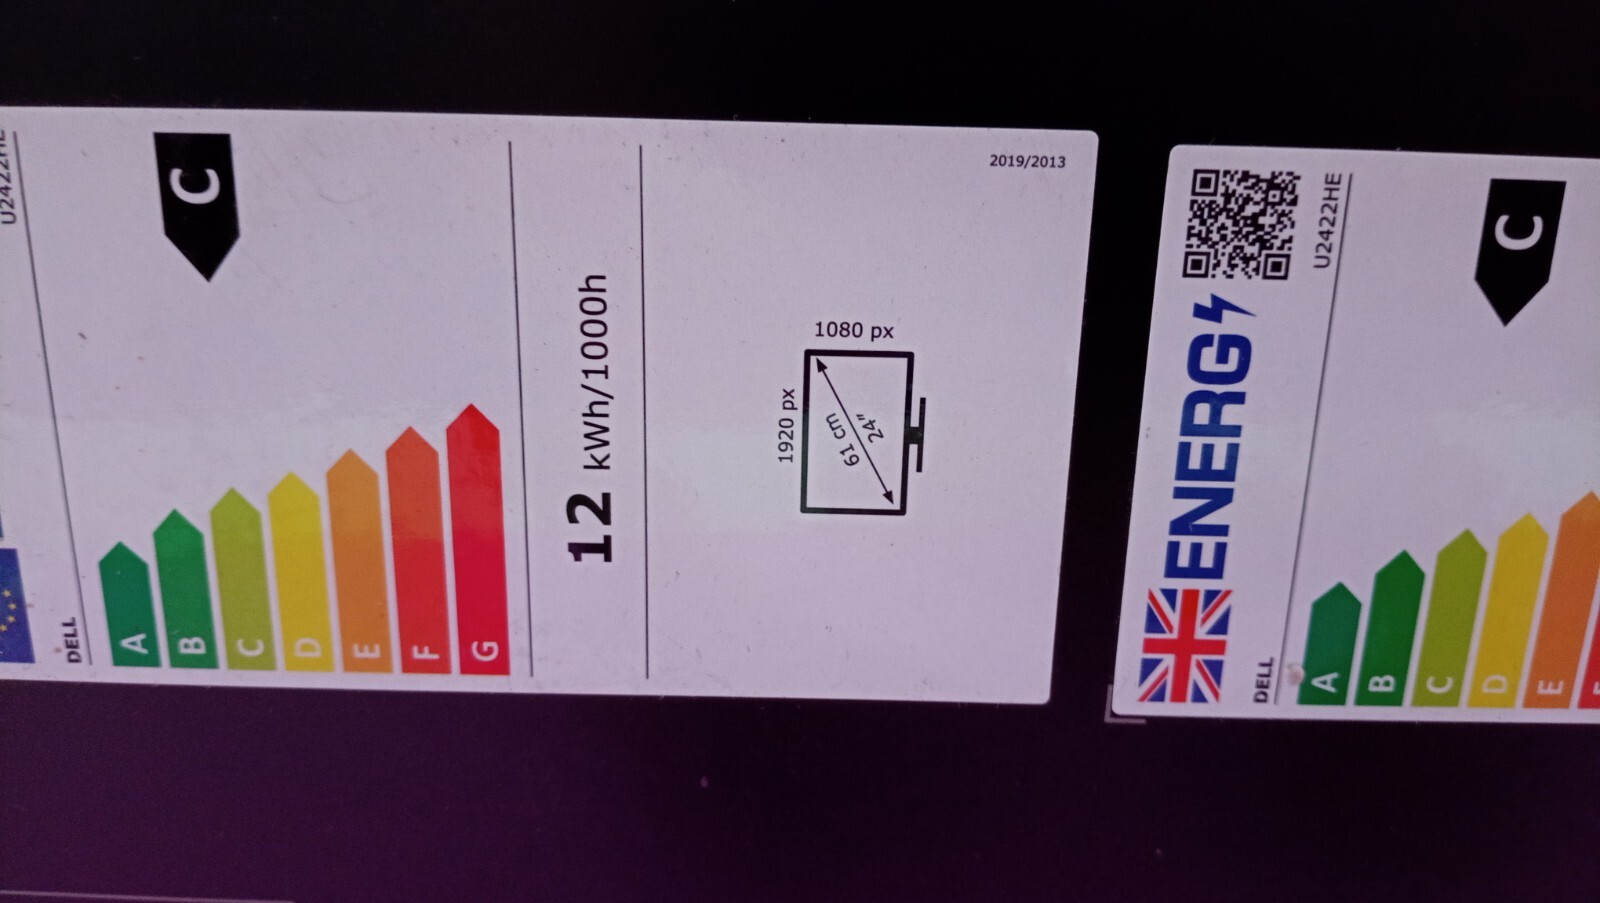 U2422HE
DELL
C
A
B
C
D
E
F
G
12 kWh/1000h
1080 px
1920 px
61 cm
24"
2019/2013
ENERG
U2422HE
DELL
C
A
B
C
D
E